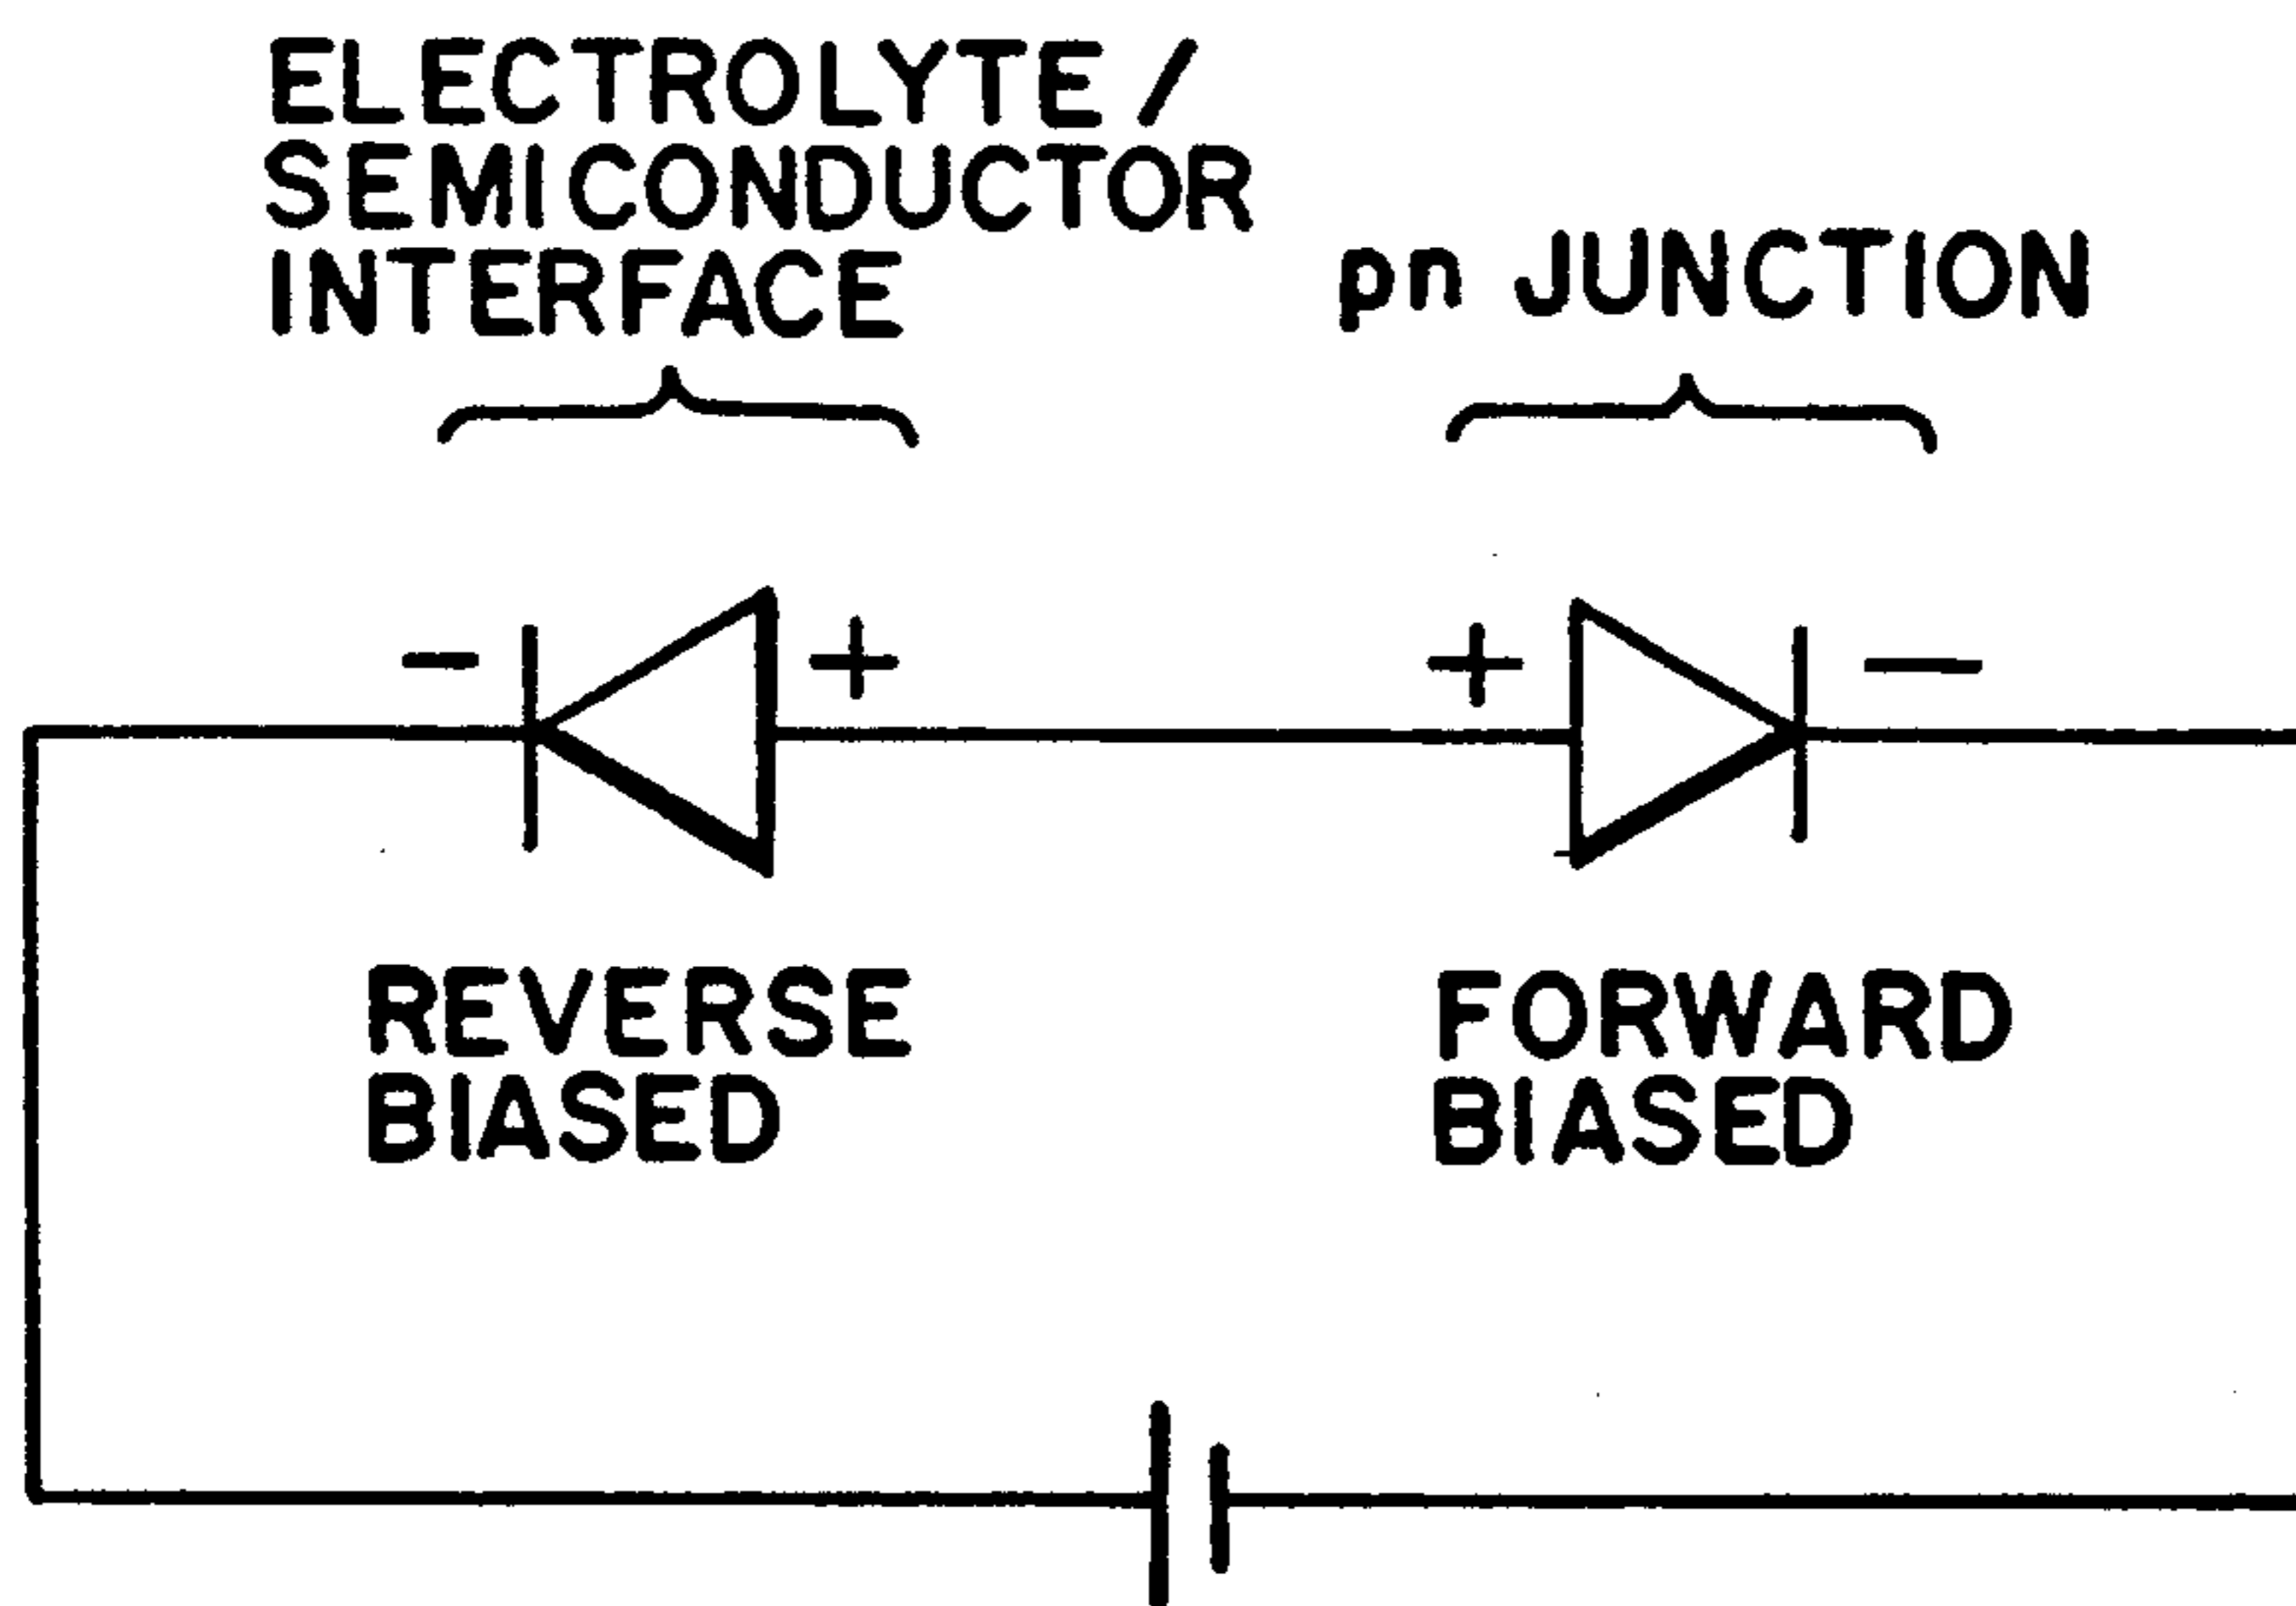 ELECTROLYTE/
SEMICONDUCTOR
INTERFACE
pn JUNCTION
- + + -
REVERSE
BIASED
FORWARD
BIASED